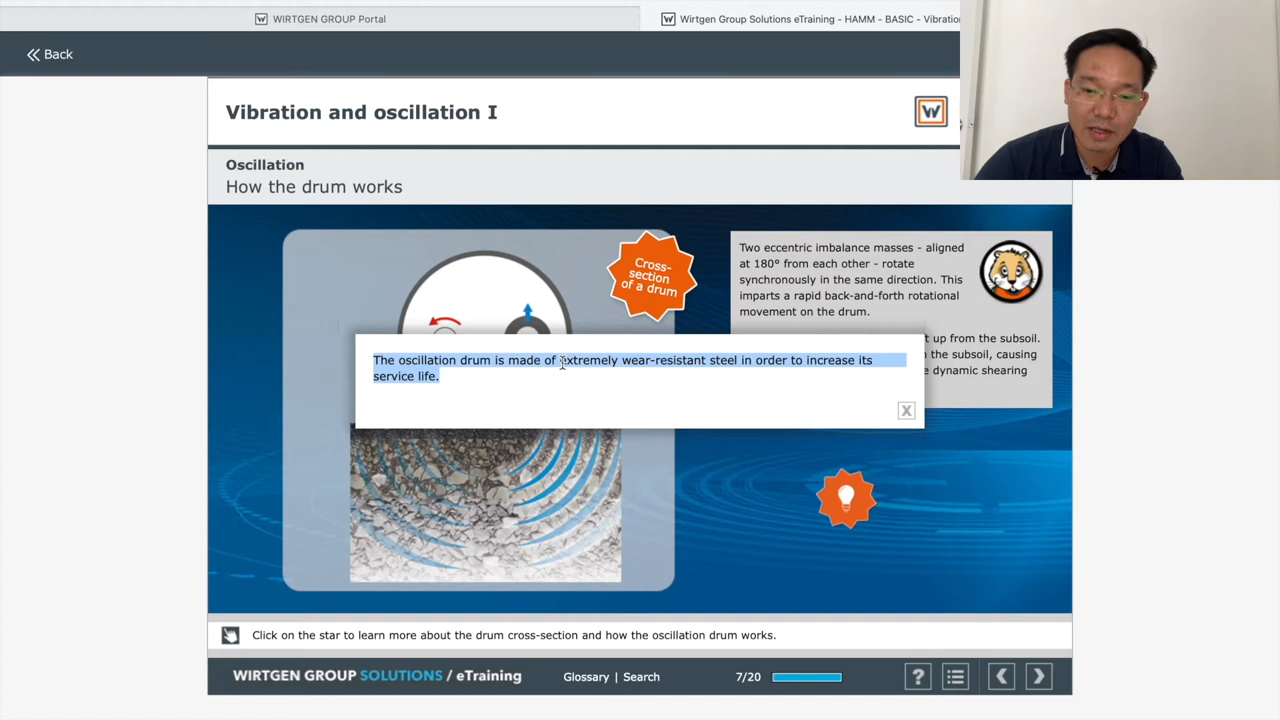 WIRTGEN GROUP Portal
Wirtgen Group Solutions eTraining - HAMM - BASIC - Vibratio
Back
Vibration and oscillation I
W
Oscillation
How the drum works
Cross-
section
of a drum
Two eccentric imbalance masses - aligned
at 180° from each other - rotate
synchronously in the same direction. This
imparts a rapid back-and-forth rotational
movement on the drum.
t up from the subsoil.
the subsoil, causing
dynamic shearing
The oscillation drum is made of extremely wear-resistant steel in order to increase its
service life.
X
Click on the star to learn more about the drum cross-section and how the oscillation drum works.
WIRTGEN GROUP SOLUTIONS / eTraining
Glossary | Search
7/20
?